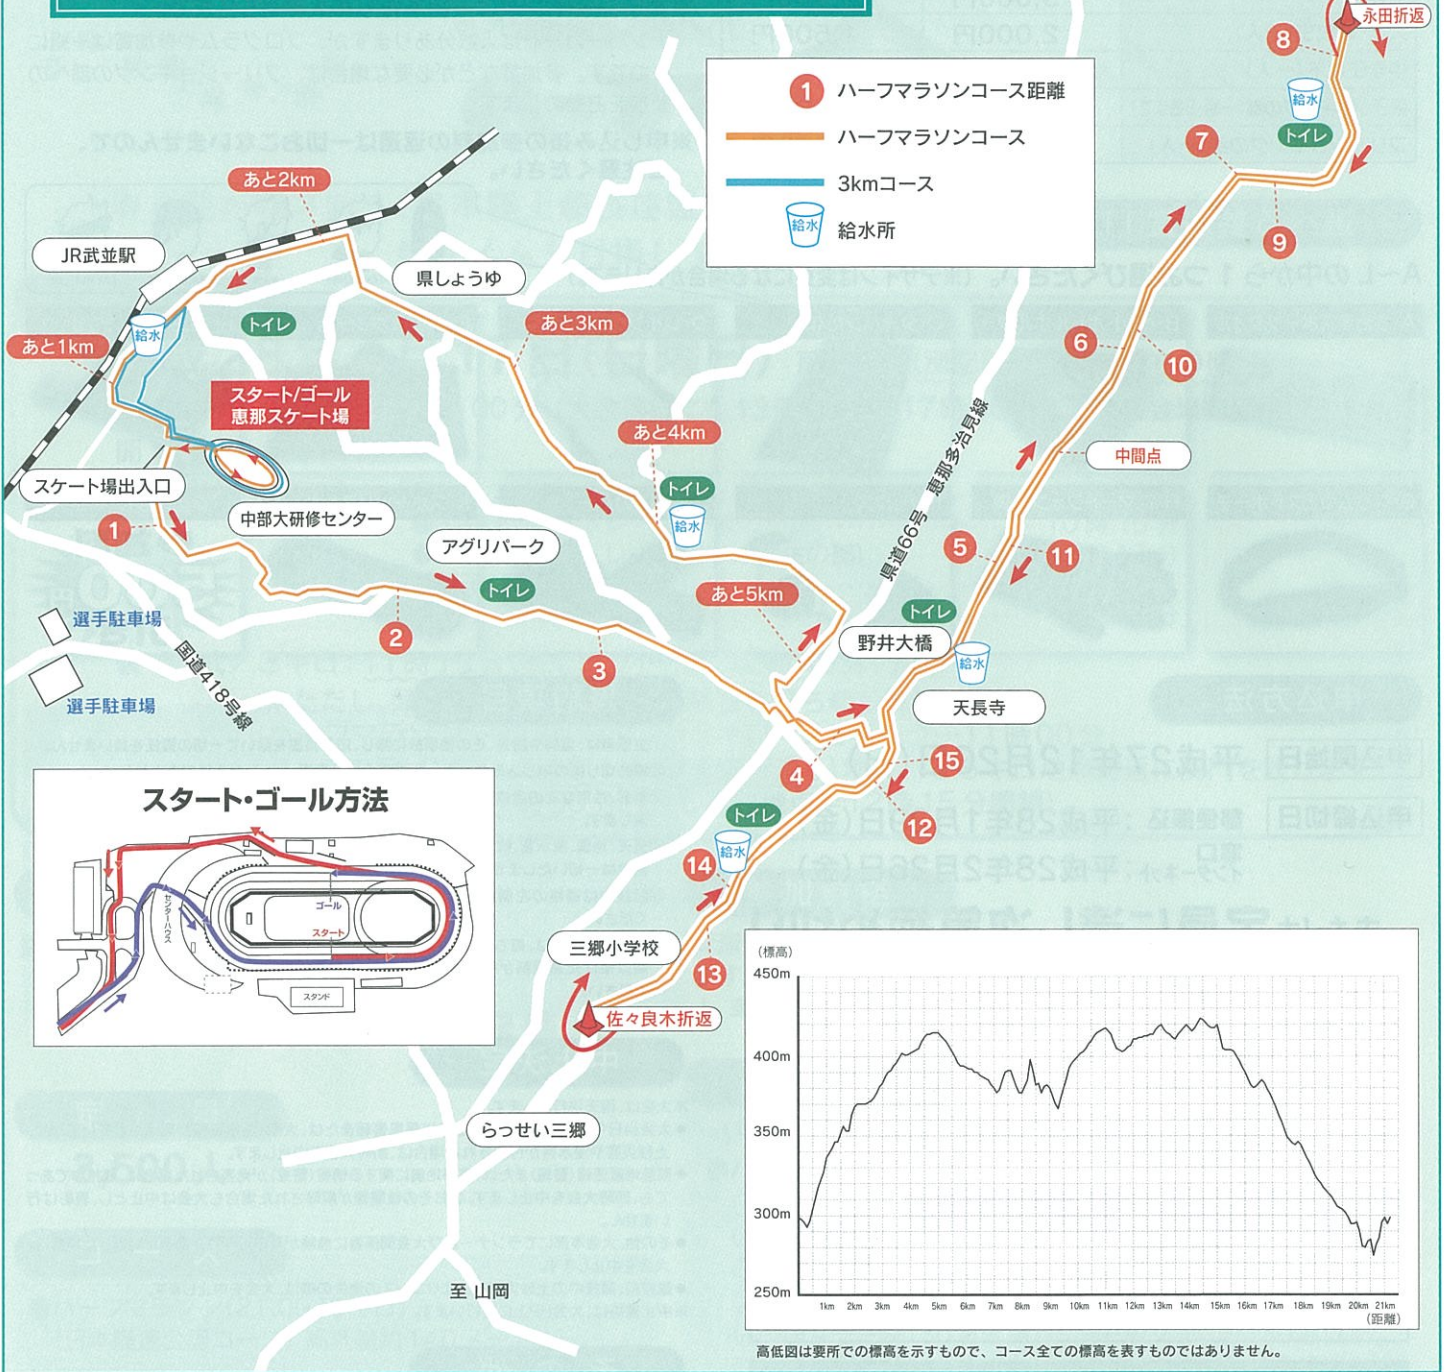 永田折返
8
給水
トイレ
1 ハーフマラソンコース距離
ハーフマラソンコース
3kmコース
給水 給水所
7
9
あと2km
JR武並駅
県しょうゆ
トイレ
給水
あと3km
あと1km
6
10
スタート/ゴール
恵那スケート場
あと4km
中間点
スケート場出入口
トイレ
給水
中部大研修センター
1
アグリパーク
トイレ
県道66号 恵那多治見線
5
11
あと5km
トイレ
野井大橋
給水
天長寺
選手駐車場
2
3
国道418号線
選手駐車場
4
15
12
スタート・ゴール方法
センターハウス
ゴール
スタート
スタンド
トイレ
給水
14
三郷小学校
13
佐々良木折返
らっせい三郷
至 山岡
(標高)
450m
400m
350m
300m
250m
1km 2km 3km 4km 5km 6km 7km 8km 9km 10km 11km 12km 13km 14km 15km 16km 17km 18km 19km 20km 21km
(距離)
高低図は要所での標高を示すもので、コース全ての標高を表すものではありません。